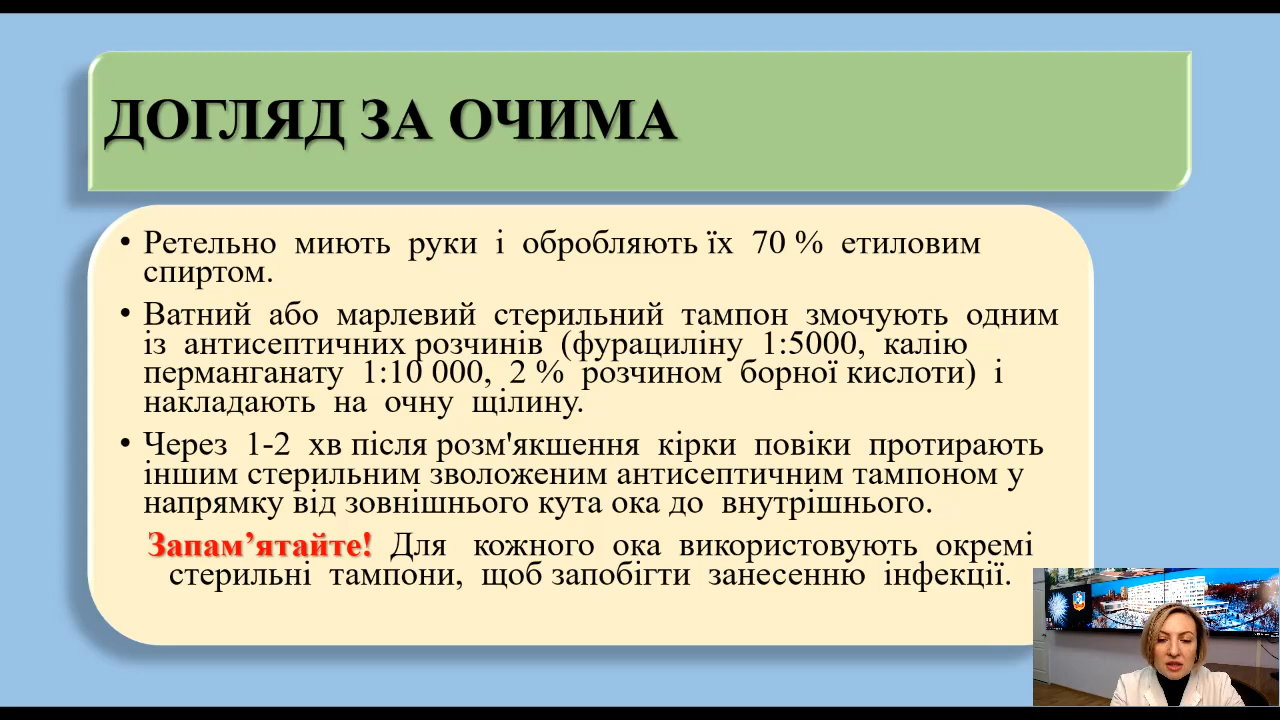 ДОГЛЯД ЗА ОЧИМА
• Ретельно миють руки і обробляють їх 70 % етиловим
спиртом.
• Ватний або марлевий стерильний тампон змочують одним
із антисептичних розчинів (фурациліну 1:5000, калію
перманганату 1:10 000, 2 % розчином борної кислоти) і
накладають на очну щілину.
• Через 1-2 хв після розм'якшення кірки повіки протирають
іншим стерильним зволоженим антисептичним тампоном у
напрямку від зовнішнього кута ока до внутрішнього.
Запам’ятайте! Для кожного ока використовують окремі
стерильні тампони, щоб запобігти занесенню інфекції.